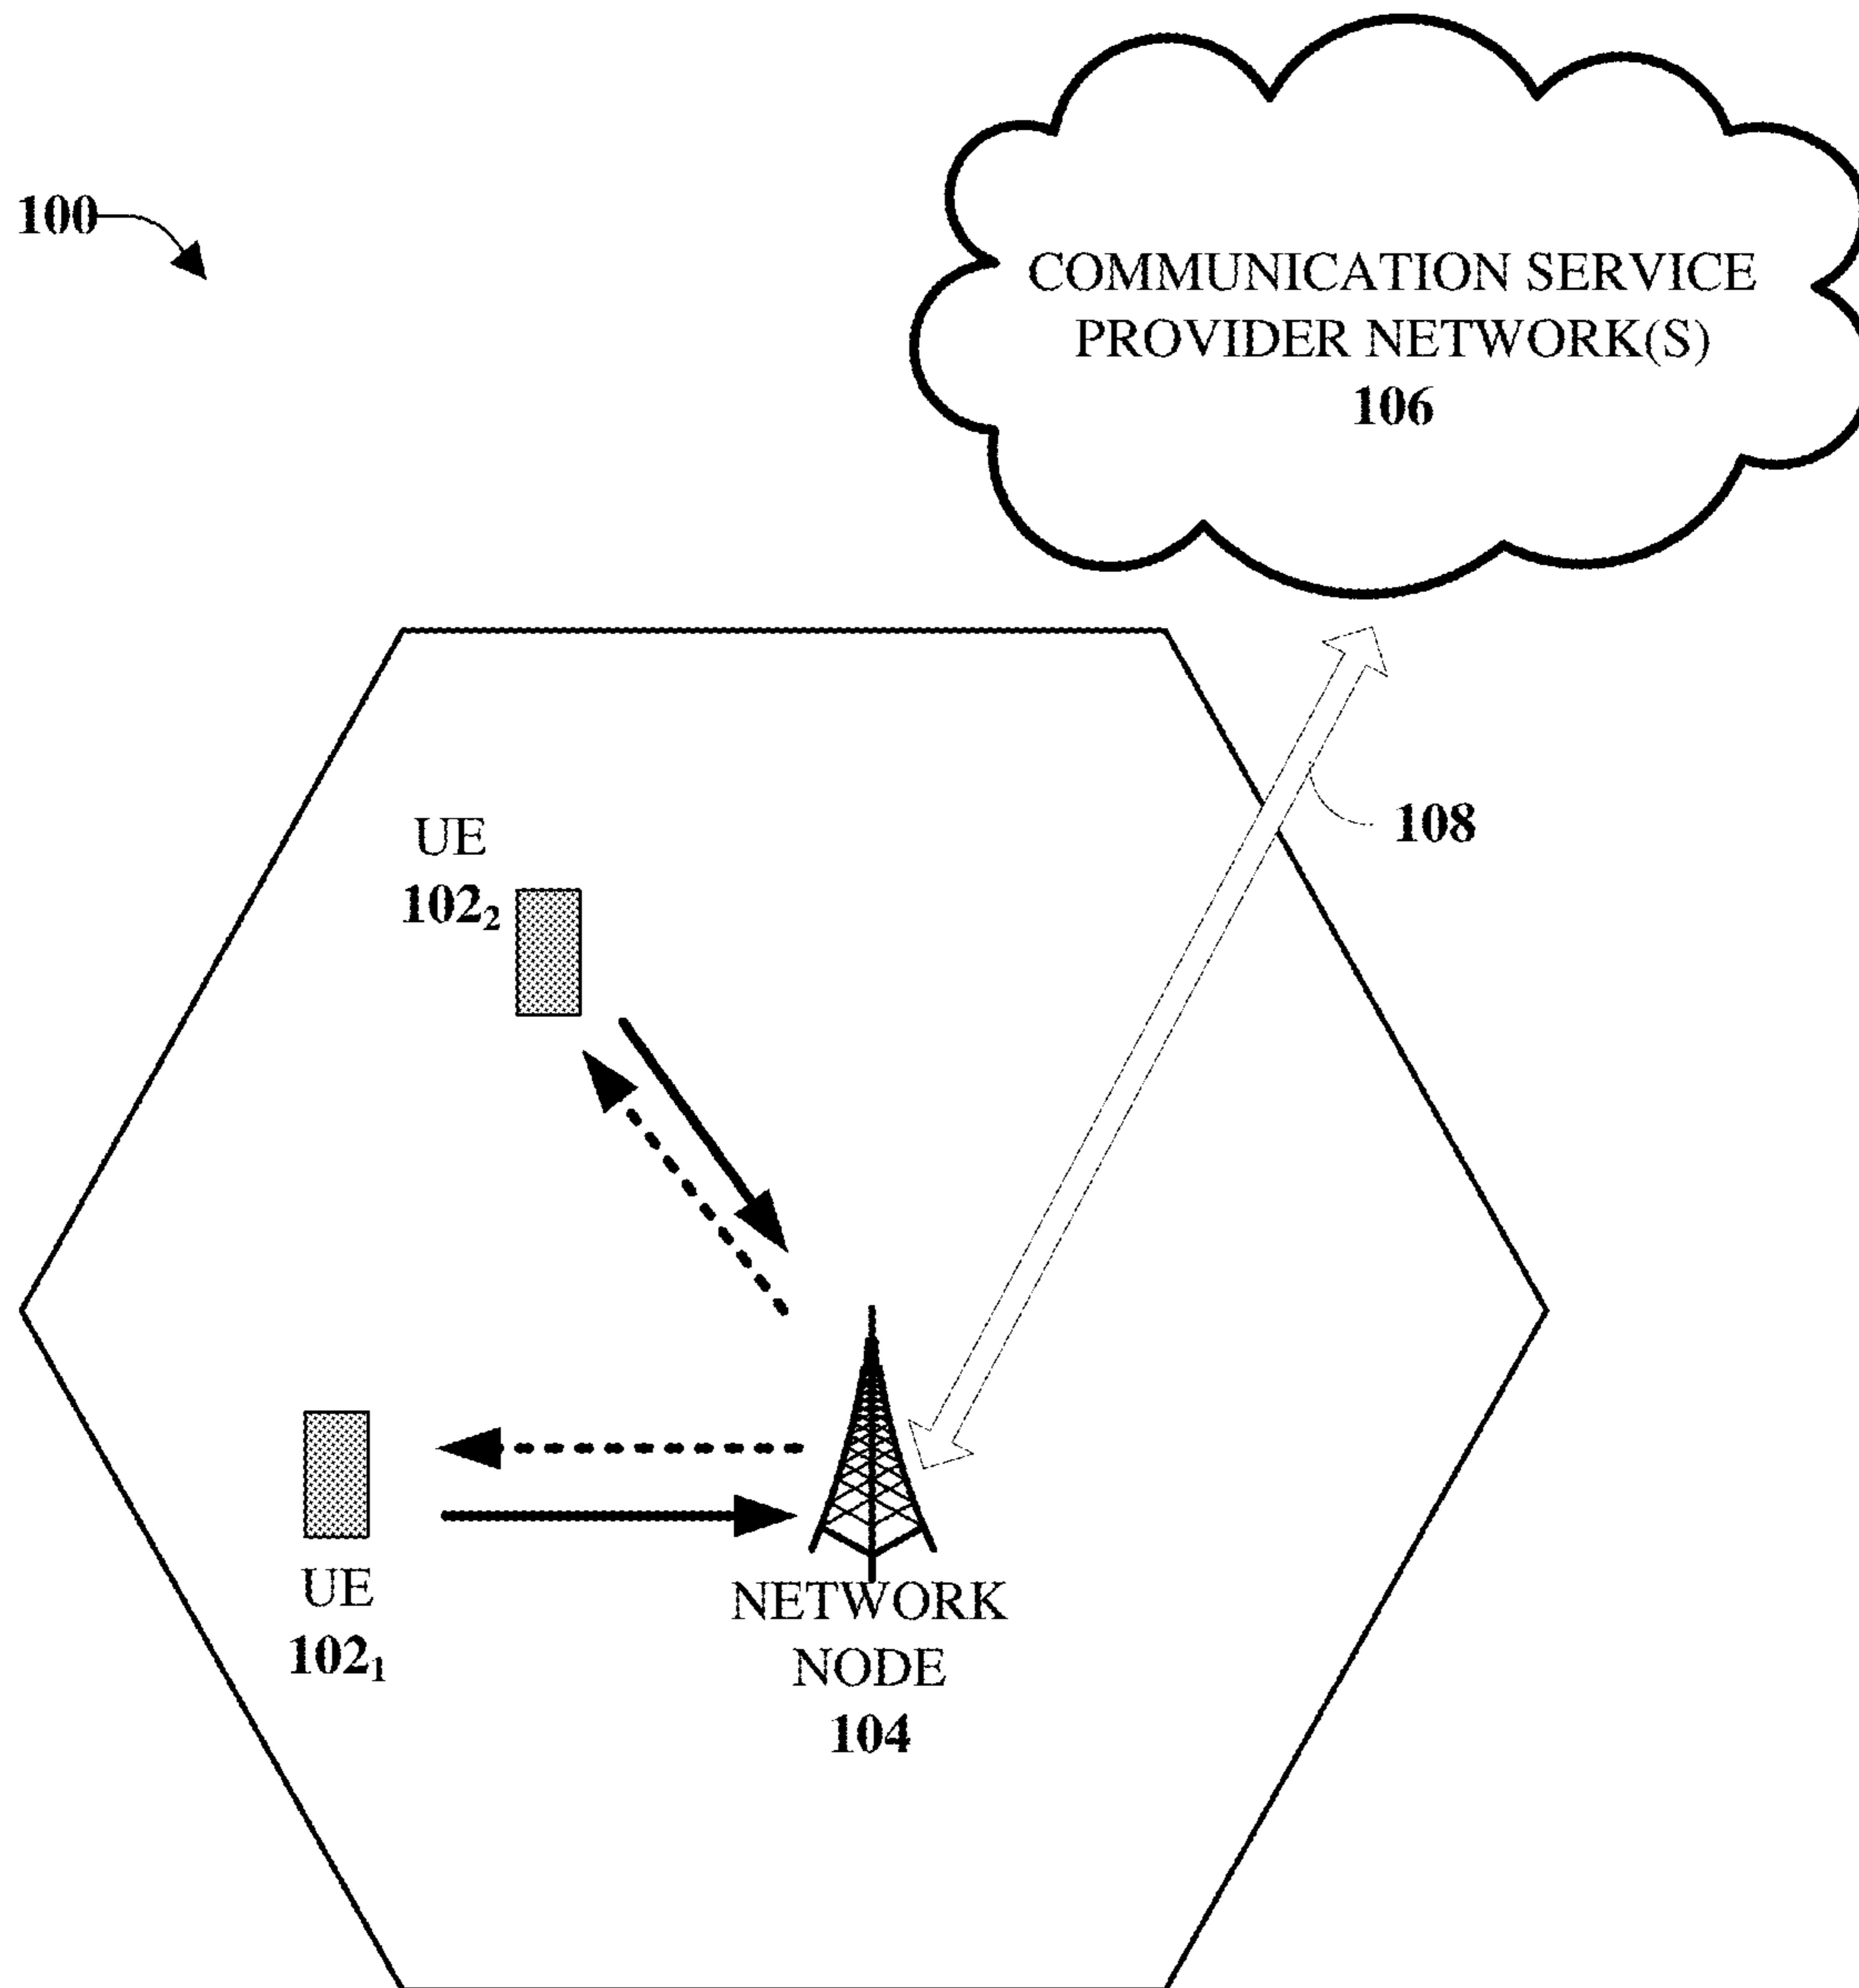 100
COMMUNICATION SERVICE
PROVIDER NETWORK(S)
106
108
UE
102₂
UE
102₁
NETWORK
NODE
104